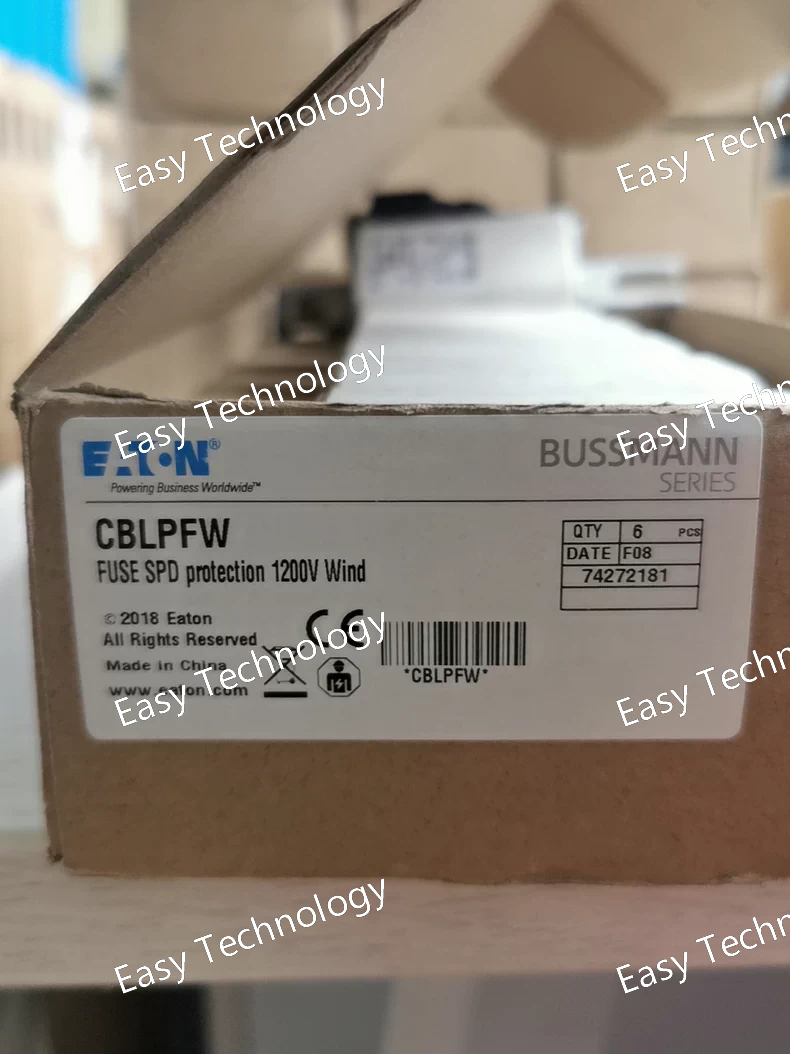 Easy Technology
Easy Techn
Easy Technology
Easy Techn
EATON®
Powering Business Worldwide™
BUSSMANN
SERIES
CBLPFW
FUSE SPD protection 1200V Wind
QTY 6 PCS
DATE F08
74272181
© 2018 Eaton
All Rights Reserved
Made in China
www.eaton.com
CE
*CBLPFW*
Easy Technology
Easy Techn
Easy Technology
Easy Techn